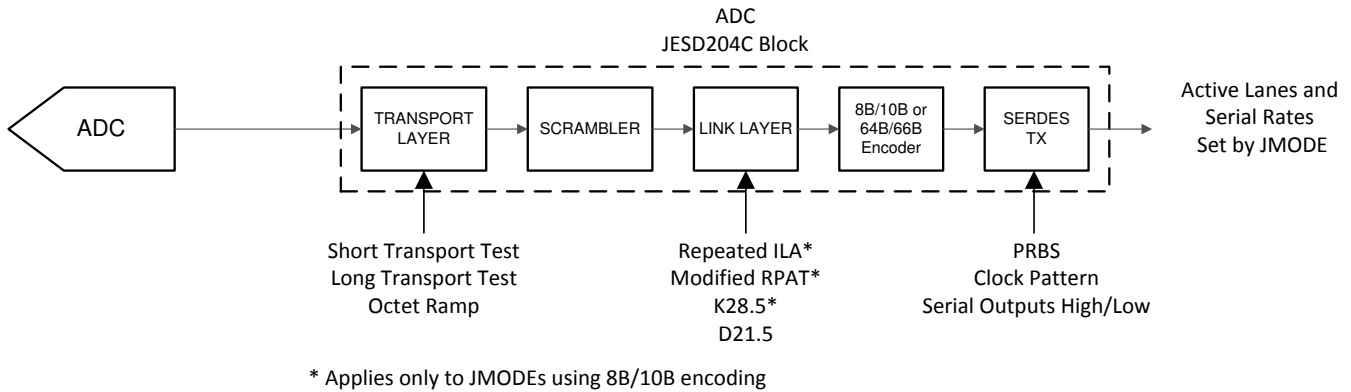 ADC
JESD204C Block
ADC
TRANSPORT
LAYER
SCRAMBLER
LINK LAYER
8B/10B or
64B/66B
Encoder
SERDES
TX
Active Lanes and
Serial Rates
Set by JMODE
Short Transport Test
Long Transport Test
Octet Ramp
Repeated ILA*
Modified RPAT*
K28.5*
D21.5
PRBS
Clock Pattern
Serial Outputs High/Low
* Applies only to JMODEs using 8B/10B encoding